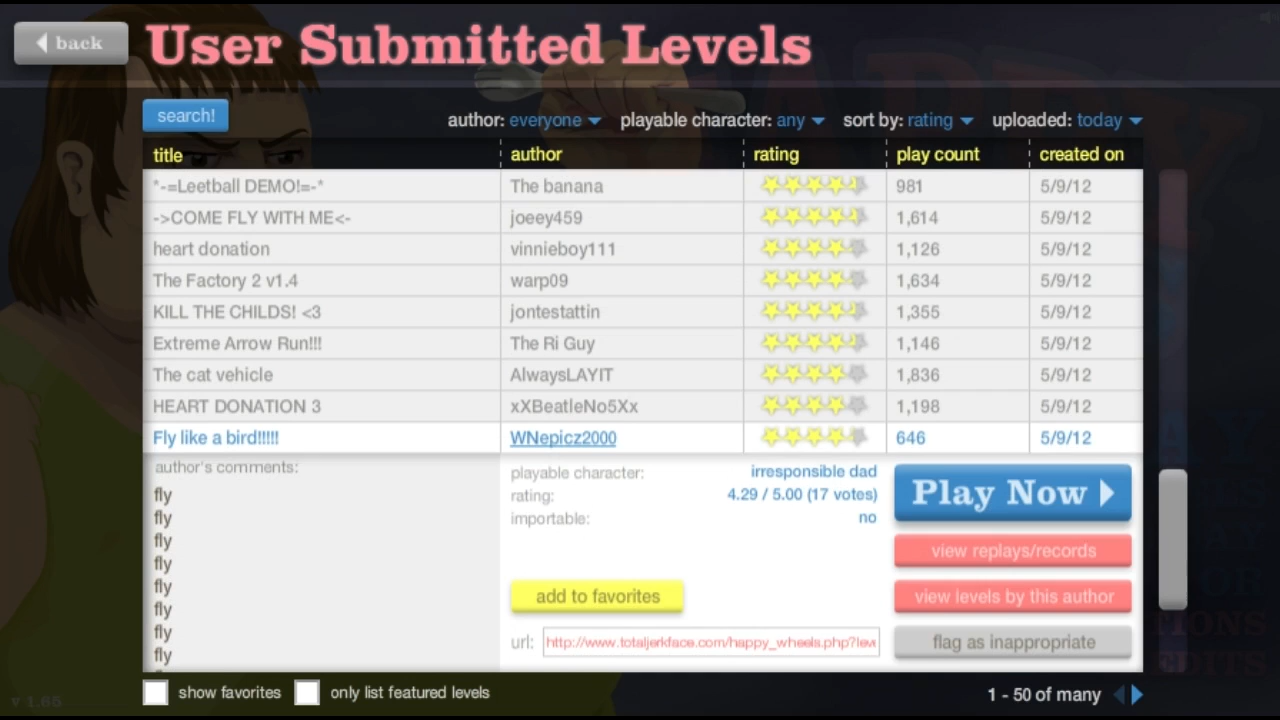 back
User Submitted Levels
search!
author: everyone playable character: any sort by: rating uploaded: today
title author rating play count created on
*-=Leetball DEMO!=-* The banana 981 5/9/12
->COME FLY WITH ME<- joeey459 1,614 5/9/12
heart donation vinnieboy111 1,126 5/9/12
The Factory 2 v1.4 warp09 1,634 5/9/12
KILL THE CHILDS! <3 jontestattin 1,355 5/9/12
Extreme Arrow Run!!! The Ri Guy 1,146 5/9/12
The cat vehicle AlwaysLAYIT 1,836 5/9/12
HEART DONATION 3 xXBeatleNo5Xx 1,198 5/9/12
Fly like a bird!!!!! WNepicz2000 646 5/9/12
author's comments:
fly
fly
fly
fly
fly
fly
fly
fly
playable character: irresponsible dad
rating: 4.29 / 5.00 (17 votes)
importable: no
add to favorites
url: http://www.totaljerkface.com/happy_wheels.php?lev
Play Now
view replays/records
view levels by this author
flag as inappropriate
show favorites only list featured levels
1 - 50 of many
v 1.65